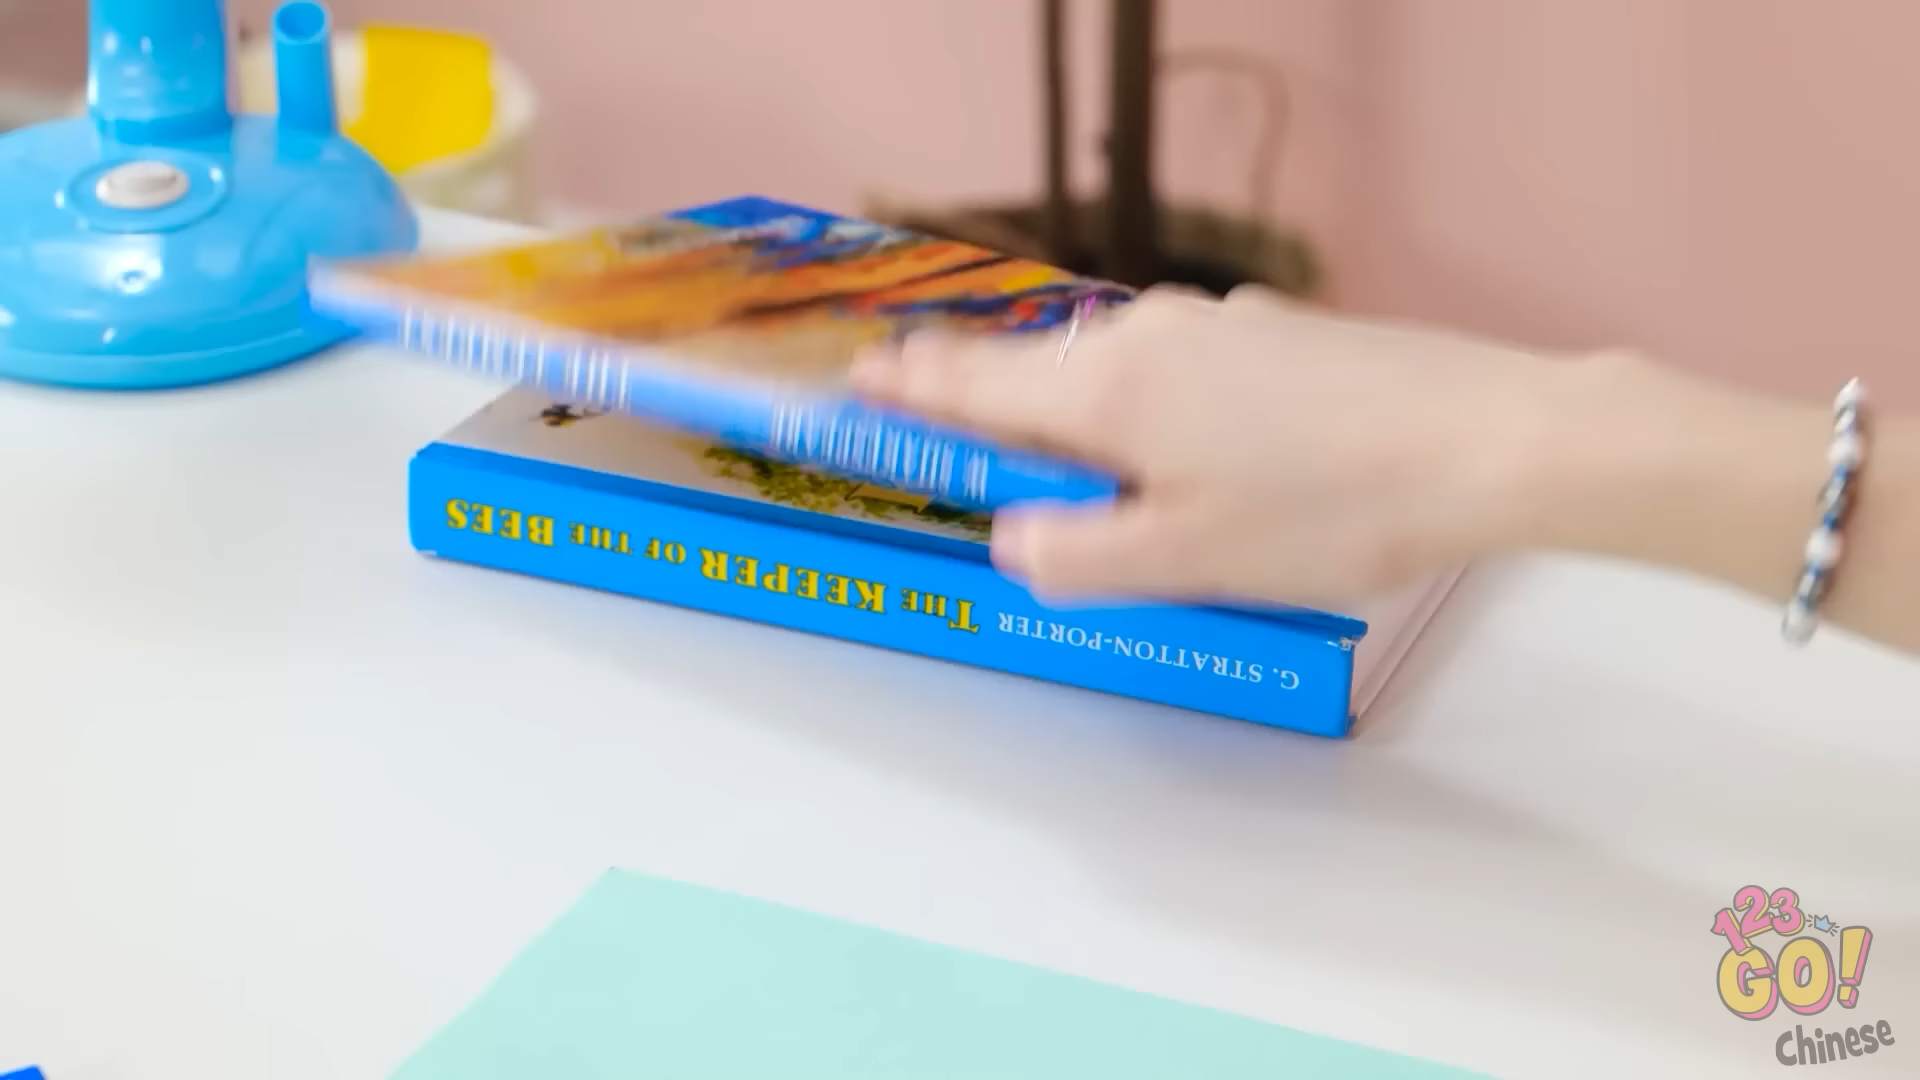 G. STRATTON-PORTER THE KEEPER OF THE BEES
123
GO!
Chinese